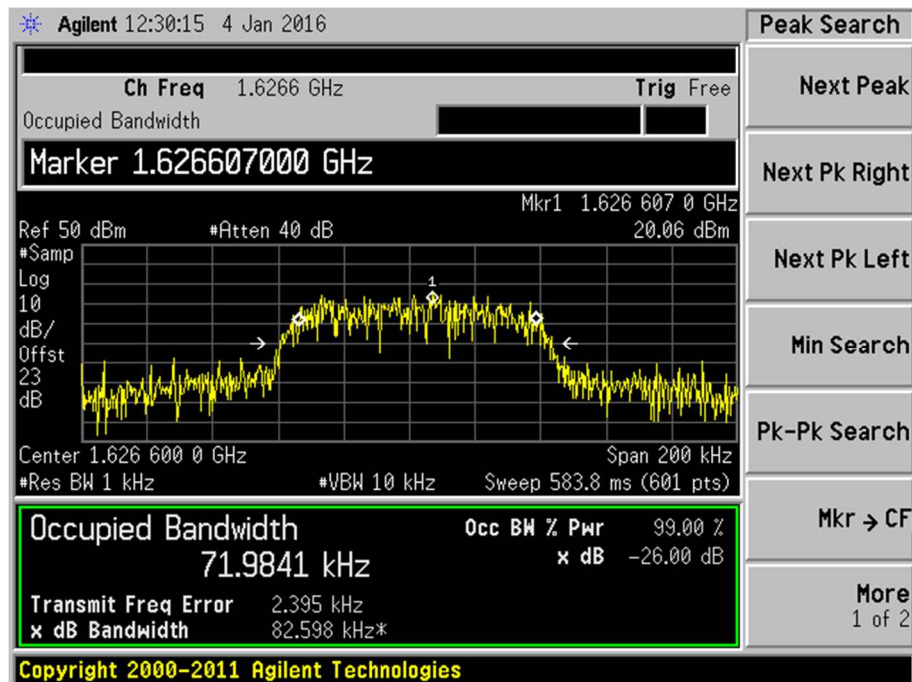 Agilent 12:30:15 4 Jan 2016
Peak Search
Ch Freq 1.6266 GHz Trig Free
Occupied Bandwidth
Marker 1.626607000 GHz
Mkr1 1.626 607 0 GHz
Ref 50 dBm #Atten 40 dB 20.06 dBm
#Samp
Log
10
dB/
Offst
23
dB
1
Center 1.626 600 0 GHz Span 200 kHz
#Res BW 1 kHz #VBW 10 kHz Sweep 583.8 ms (601 pts)
Occupied Bandwidth
71.9841 kHz
Occ BW % Pwr 99.00 %
x dB -26.00 dB
Transmit Freq Error 2.395 kHz
x dB Bandwidth 82.598 kHz*
Next Peak
Next Pk Right
Next Pk Left
Min Search
Pk-Pk Search
Mkr → CF
More
1 of 2
Copyright 2000-2011 Agilent Technologies